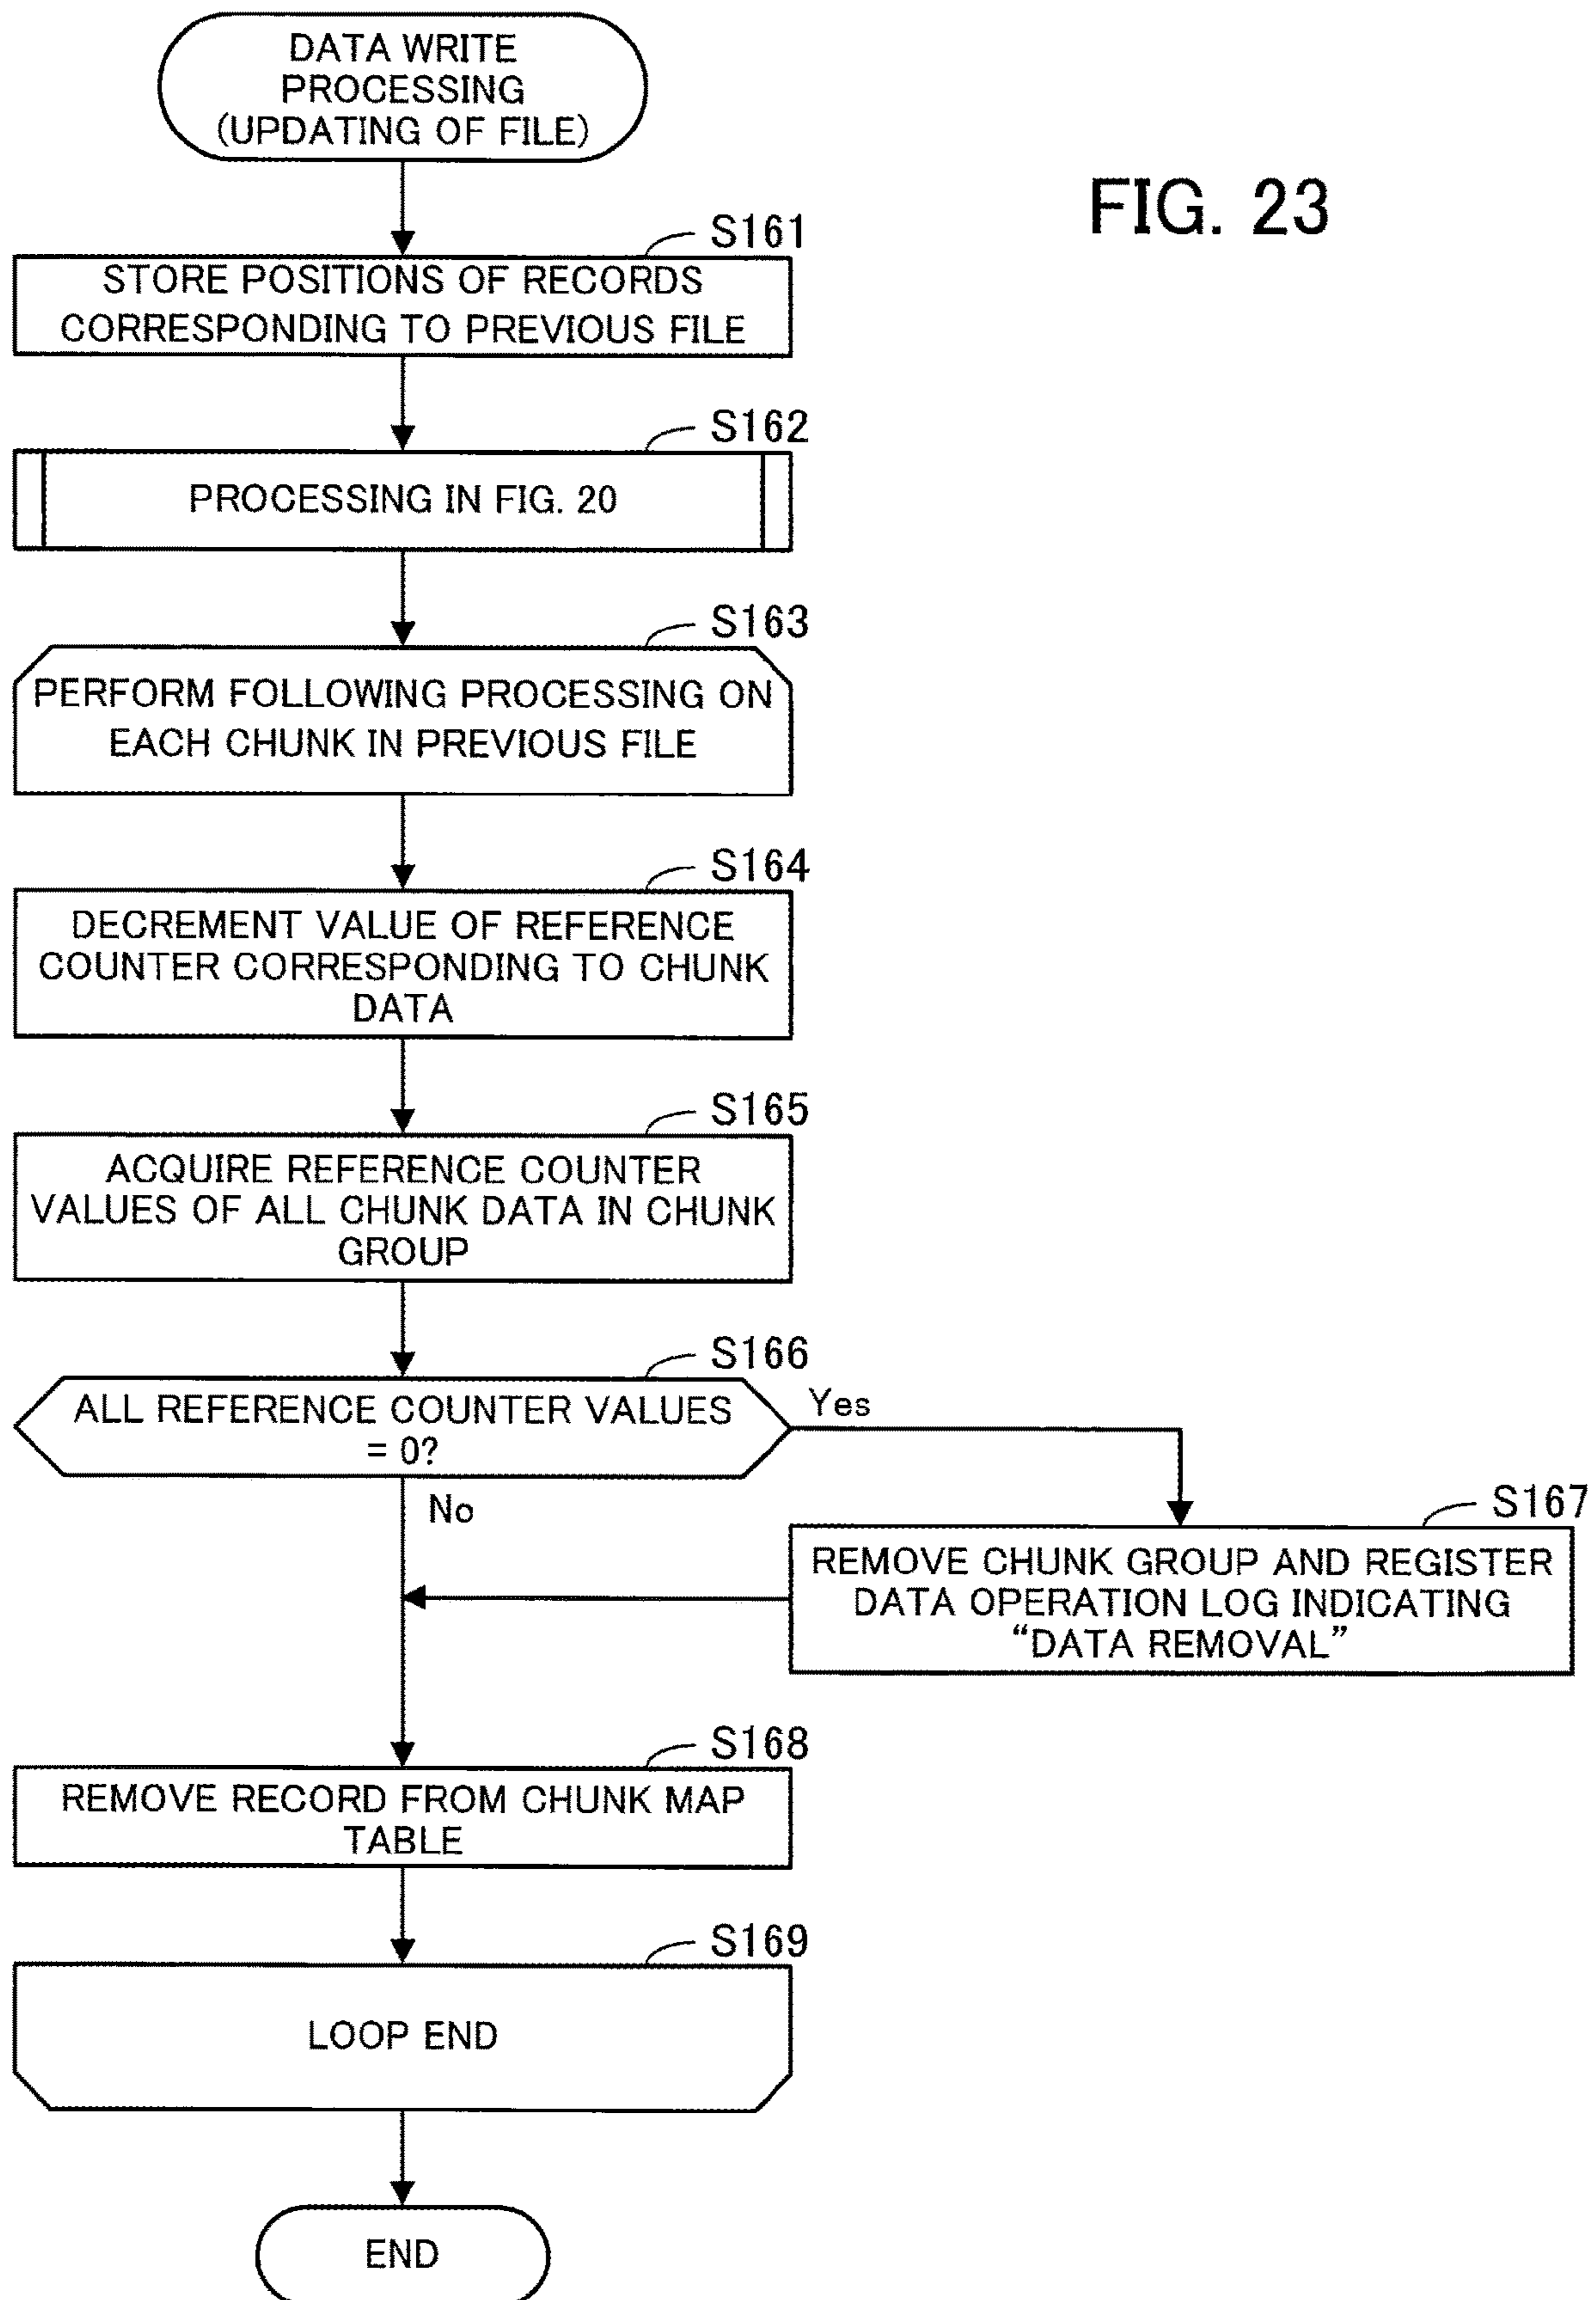 DATA WRITE
PROCESSING
(UPDATING OF FILE)
FIG. 23
S161
STORE POSITIONS OF RECORDS
CORRESPONDING TO PREVIOUS FILE
S162
PROCESSING IN FIG. 20
S163
PERFORM FOLLOWING PROCESSING ON
EACH CHUNK IN PREVIOUS FILE
S164
DECREMENT VALUE OF REFERENCE
COUNTER CORRESPONDING TO CHUNK
DATA
S165
ACQUIRE REFERENCE COUNTER
VALUES OF ALL CHUNK DATA IN CHUNK
GROUP
S166
ALL REFERENCE COUNTER VALUES
= 0?
Yes
No
S167
REMOVE CHUNK GROUP AND REGISTER
DATA OPERATION LOG INDICATING
“DATA REMOVAL”
S168
REMOVE RECORD FROM CHUNK MAP
TABLE
S169
LOOP END
END